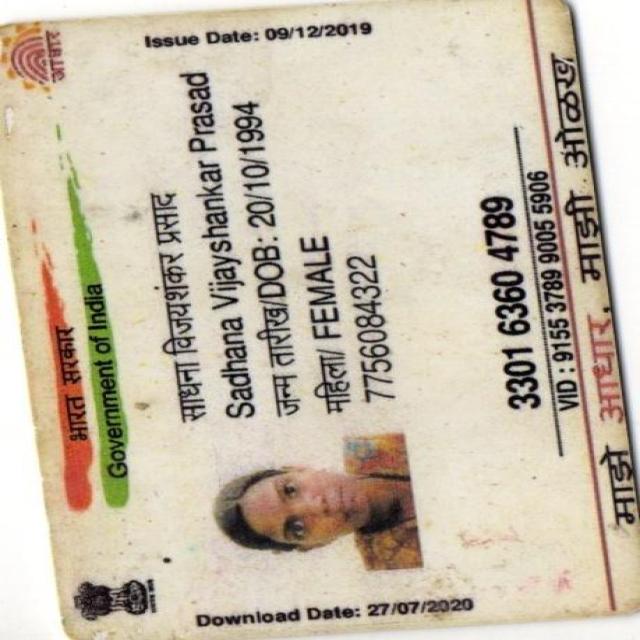 भारत सरकार
Government of India
Issue Date: 09/12/2019
आधार
Download Date: 27/07/2020
साधना विजयशंकर प्रसाद
Sadhana Vijayshankar Prasad
जन्म तारीख/DOB: 20/10/1994
महिला/ FEMALE
7756084322
3301 6360 4789
VID : 9155 3789 9005 5906
माझे आधार, माझी ओळख